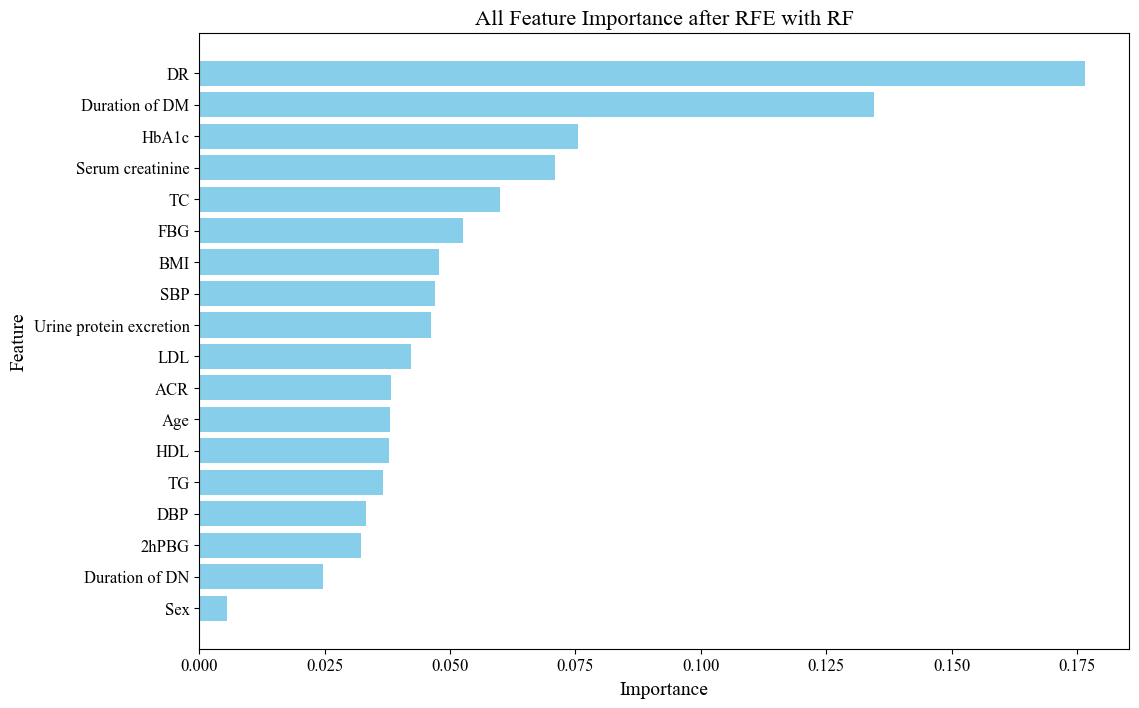 All Feature Importance after RFE with RF
Feature
DR
Duration of DM
HbA1c
Serum creatinine
TC
FBG
BMI
SBP
Urine protein excretion
LDL
ACR
Age
HDL
TG
DBP
2hPBG
Duration of DN
Sex
0.000 0.025 0.050 0.075 0.100 0.125 0.150 0.175
Importance